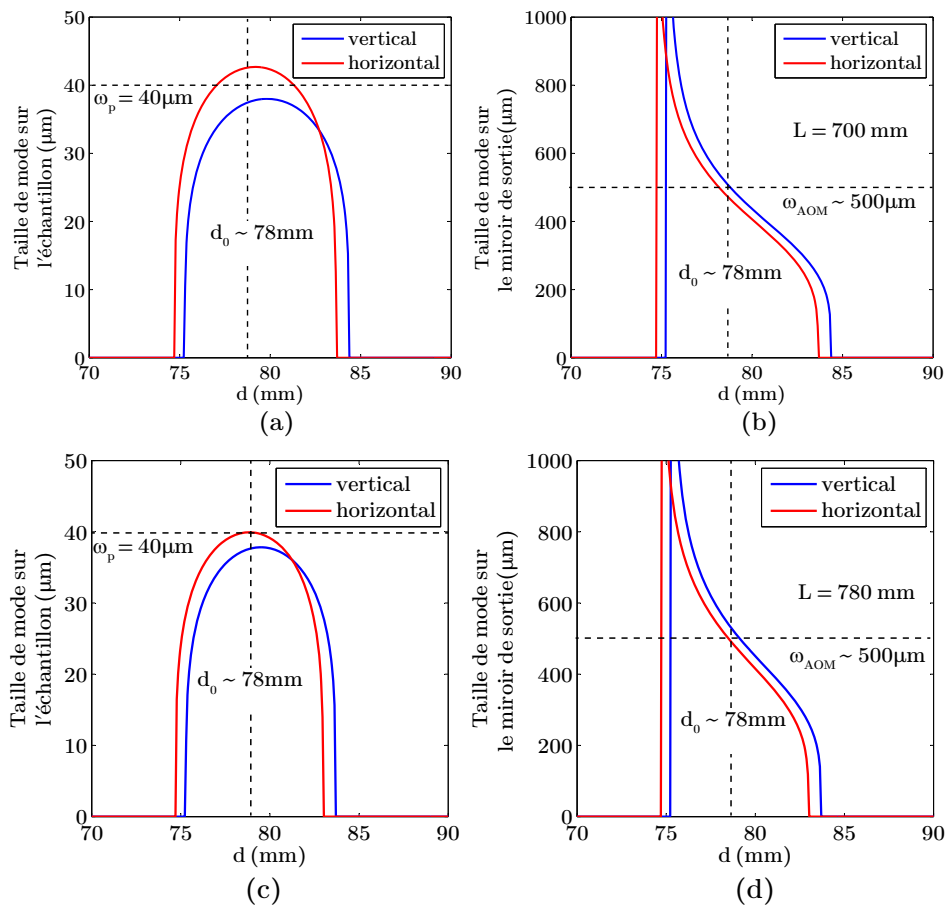 Taille de mode sur
l'échantillon (μm)
50
40
30
20
10
0
vertical
horizontal
ω_p = 40μm
d_0 ~ 78mm
70 75 80 85 90
d (mm)
(a)
Taille de mode sur
le miroir de sortie(μm)
1000
800
600
400
200
0
vertical
horizontal
L = 700 mm
ω_AOM ~ 500μm
d_0 ~ 78mm
70 75 80 85 90
d (mm)
(b)
Taille de mode sur
l'échantillon (μm)
50
40
30
20
10
0
vertical
horizontal
ω_p = 40μm
d_0 ~ 78mm
70 75 80 85 90
d (mm)
(c)
Taille de mode sur
le miroir de sortie(μm)
1000
800
600
400
200
0
vertical
horizontal
L = 780 mm
ω_AOM ~ 500μm
d_0 ~ 78mm
70 75 80 85 90
d (mm)
(d)